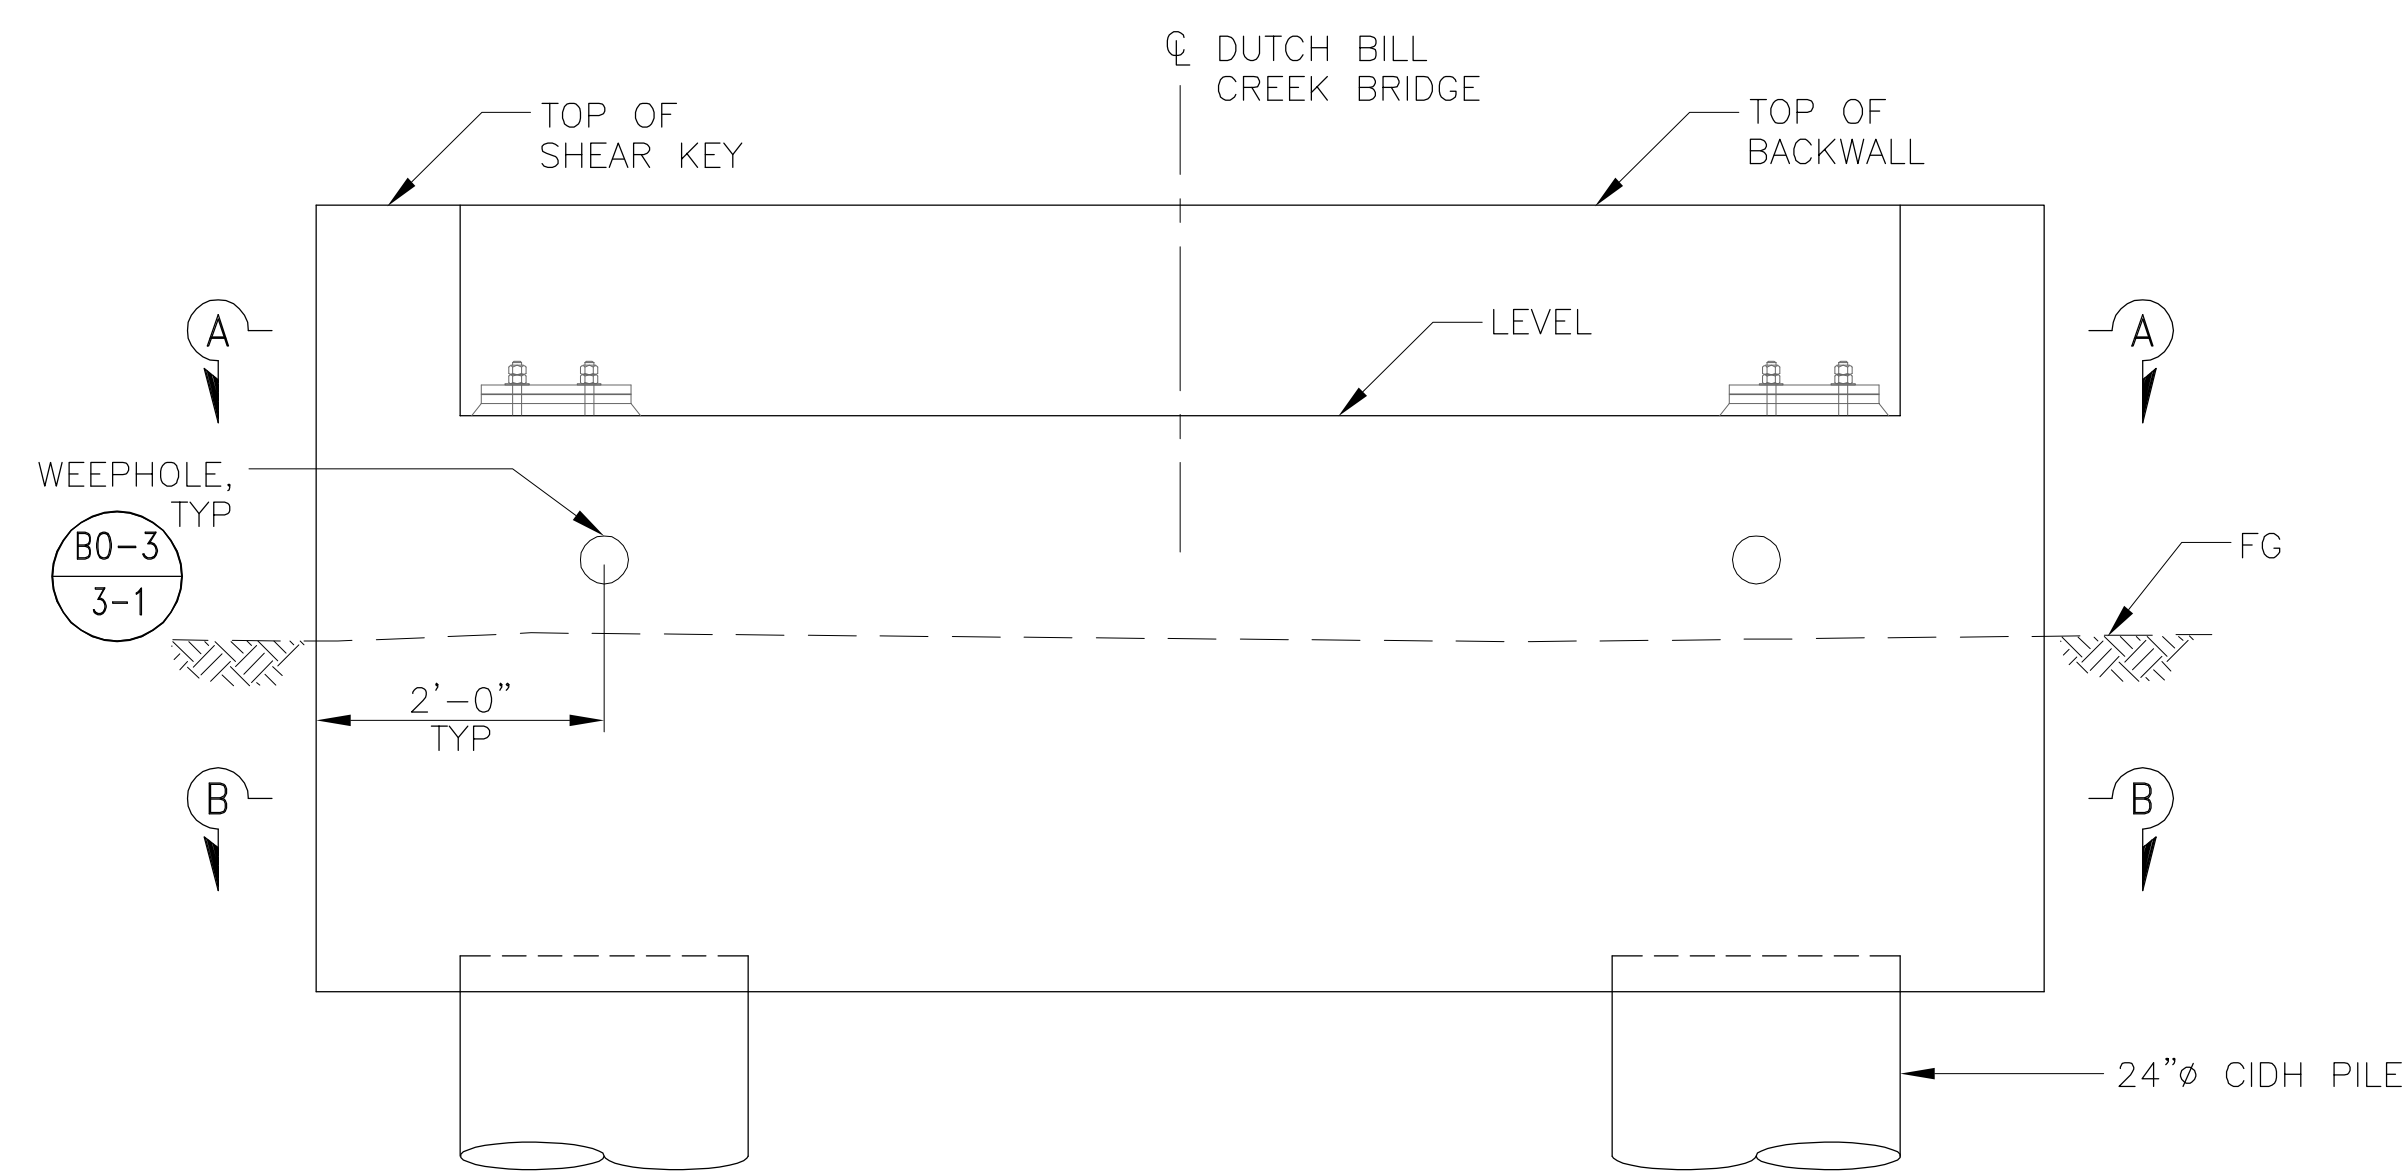 ℄ DUTCH BILL
CREEK BRIDGE
TOP OF
SHEAR KEY
TOP OF
BACKWALL
A
A
LEVEL
WEEPHOLE,
TYP
B0-3
3-1
FG
2'-0"
TYP
B
B
24"ø CIDH PILE